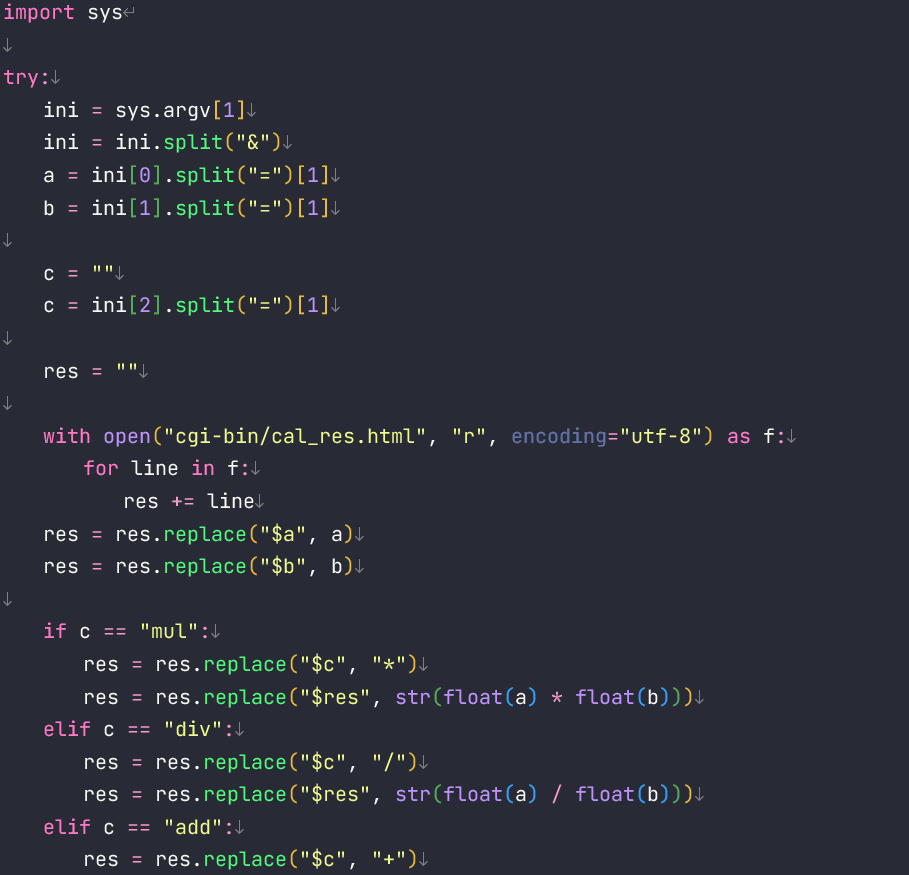 import sys↵
↓
try:↓
    ini = sys.argv[1]↓
    ini = ini.split("&")↓
    a = ini[0].split("=")[1]↓
    b = ini[1].split("=")[1]↓
↓
    c = ""↓
    c = ini[2].split("=")[1]↓
↓
    res = ""↓
↓
    with open("cgi-bin/cal_res.html", "r", encoding="utf-8") as f:↓
        for line in f:↓
            res += line↓
    res = res.replace("$a", a)↓
    res = res.replace("$b", b)↓
↓
    if c == "mul":↓
        res = res.replace("$c", "*")↓
        res = res.replace("$res", str(float(a) * float(b)))↓
    elif c == "div":↓
        res = res.replace("$c", "/")↓
        res = res.replace("$res", str(float(a) / float(b)))↓
    elif c == "add":↓
        res = res.replace("$c", "+")↓